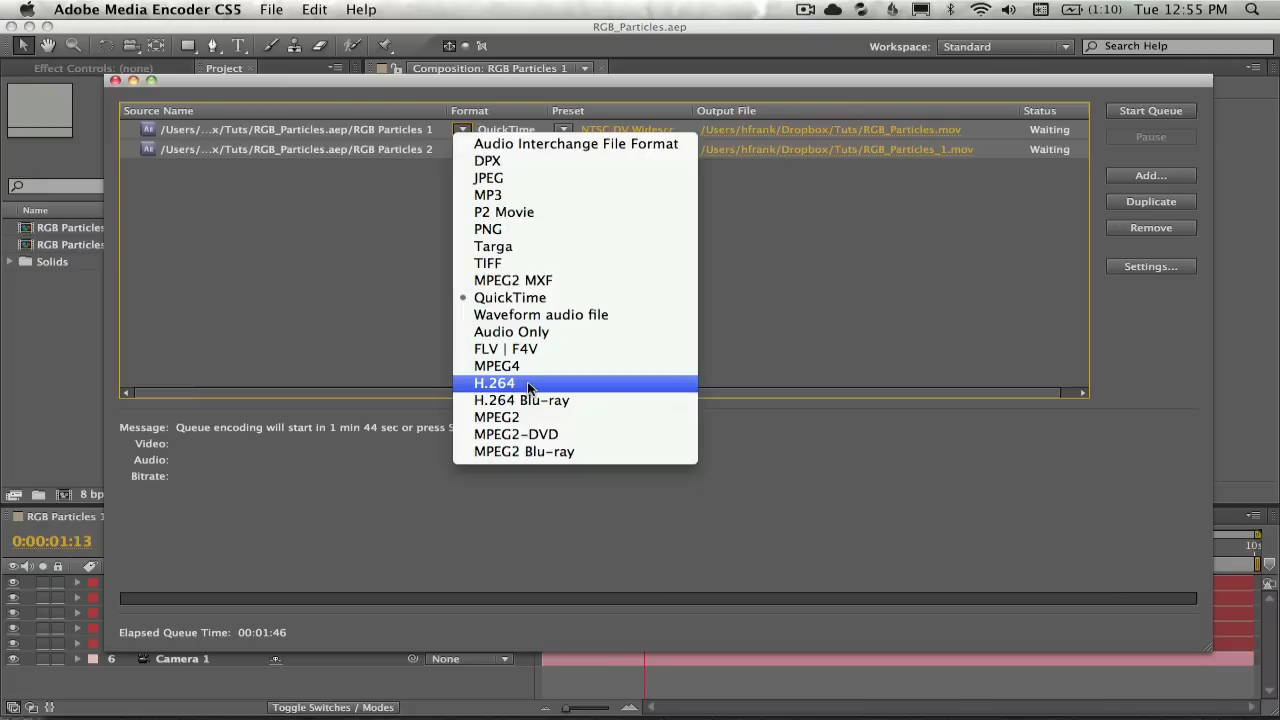 Adobe Media Encoder CS5 File Edit Help (1:10) Tue 12:55 PM
RGB_Particles.aep
Workspace: Standard Search Help
Effect Controls: (none) Project Composition: RGB Particles 1
Source Name Format Preset Output File Status Start Queue
/Users/...x/Tuts/RGB_Particles.aep/RGB Particles 1 QuickTime NTSC DV Widescr /Users/hfrank/Dropbox/Tuts/RGB_Particles.mov Waiting
Pause
/Users/...x/Tuts/RGB_Particles.aep/RGB Particles 2 /Users/hfrank/Dropbox/Tuts/RGB_Particles_1.mov Waiting
Audio Interchange File Format
DPX
JPEG
MP3
P2 Movie
PNG
Targa
TIFF
MPEG2 MXF
QuickTime
Waveform audio file
Audio Only
FLV | F4V
MPEG4
H.264
H.264 Blu-ray
MPEG2
MPEG2-DVD
MPEG2 Blu-ray
Add...
Duplicate
Remove
Settings...
Name
RGB Particles
RGB Particles
Solids
Message: Queue encoding will start in 1 min 44 sec or press S
Video:
Audio:
Bitrate:
8 bp
RGB Particles 1
0:00:01:13
10s
Elapsed Queue Time: 00:01:46
6 Camera 1 None
Toggle Switches / Modes